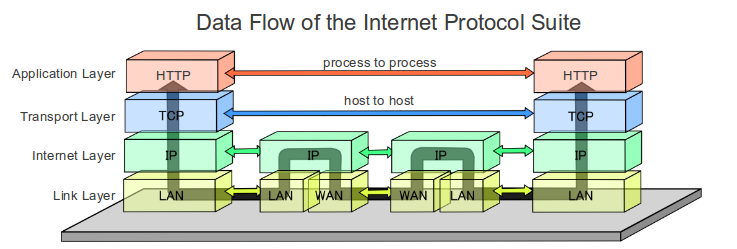 Data Flow of the Internet Protocol Suite
process to process
Application Layer HTTP HTTP
host to host
Transport Layer TCP TCP
Internet Layer IP IP IP IP
Link Layer LAN LAN WAN WAN LAN LAN